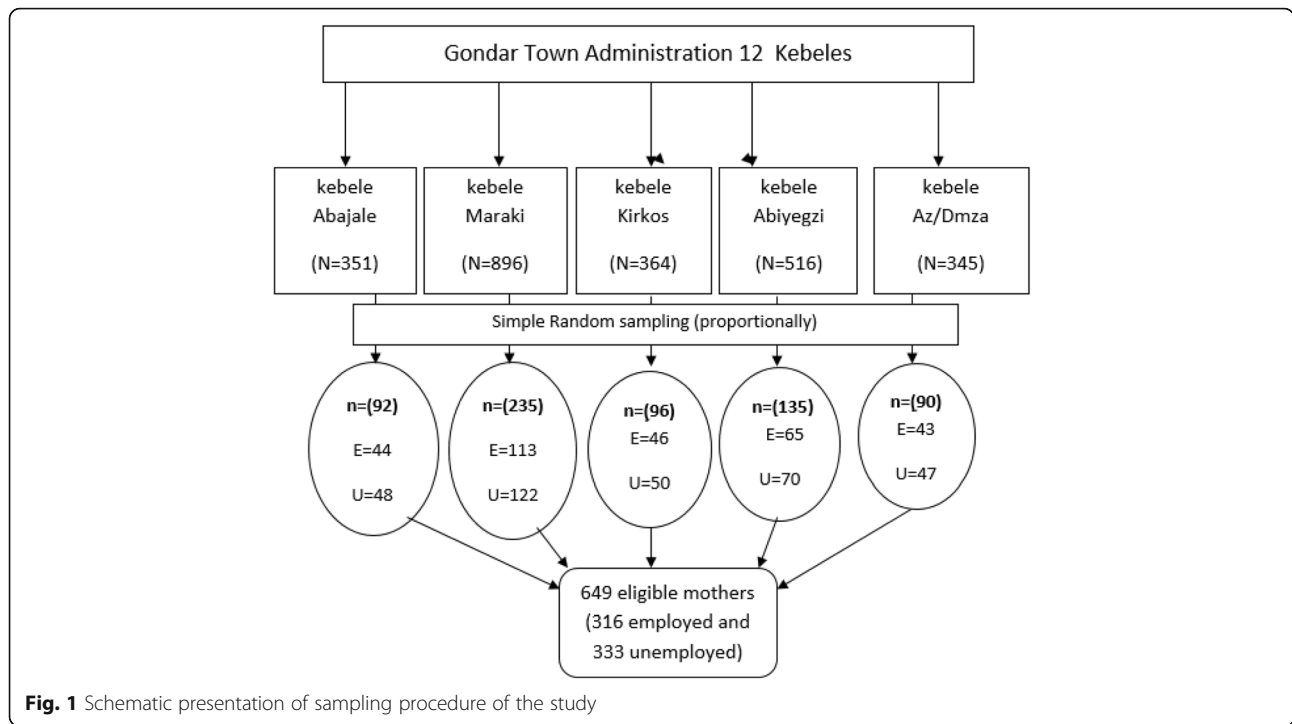 Gondar Town Administration 12 Kebeles
kebele
Abajale
(N=351)
kebele
Maraki
(N=896)
kebele
Kirkos
(N=364)
kebele
Abiyegzi
(N=516)
kebele
Az/Dmza
(N=345)
Simple Random sampling (proportionally)
n=(92)
E=44
U=48
n=(235)
E=113
U=122
n=(96)
E=46
U=50
n=(135)
E=65
U=70
n=(90)
E=43
U=47
649 eligible mothers
(316 employed and
333 unemployed)
Fig. 1 Schematic presentation of sampling procedure of the study